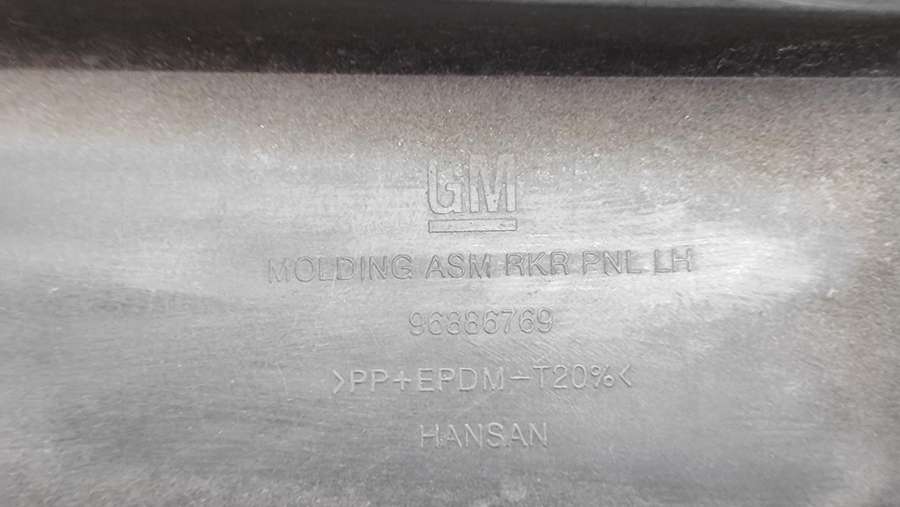 GM
MOLDING ASM RKR PNL LH
96886769
>PP+EPDM-T20%<
HANSAN